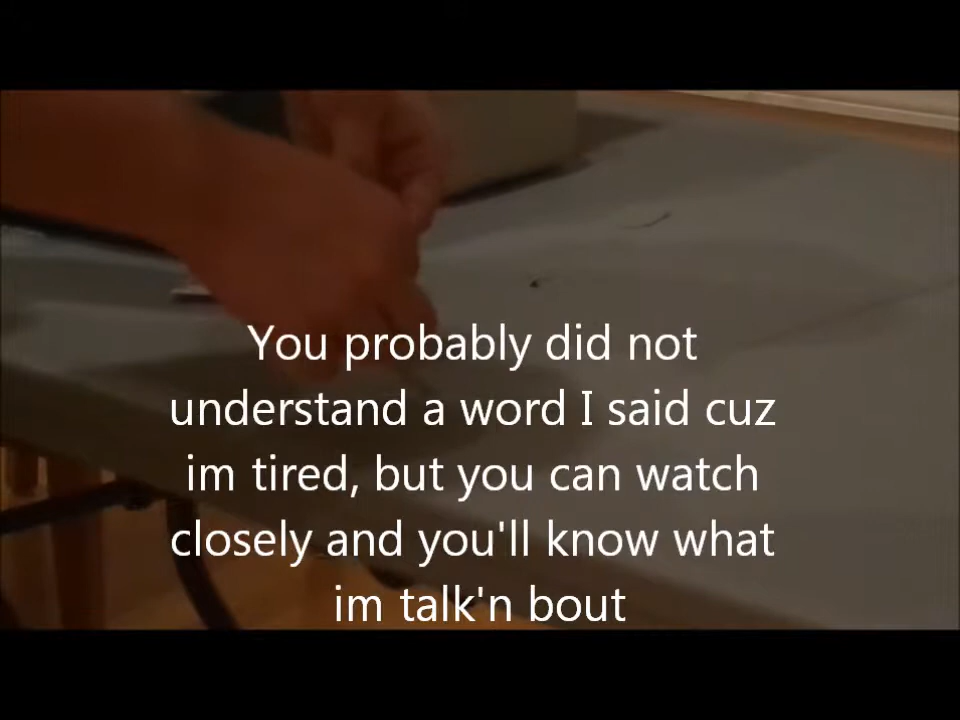 You probably did not
understand a word I said cuz
im tired, but you can watch
closely and you'll know what
im talk'n bout